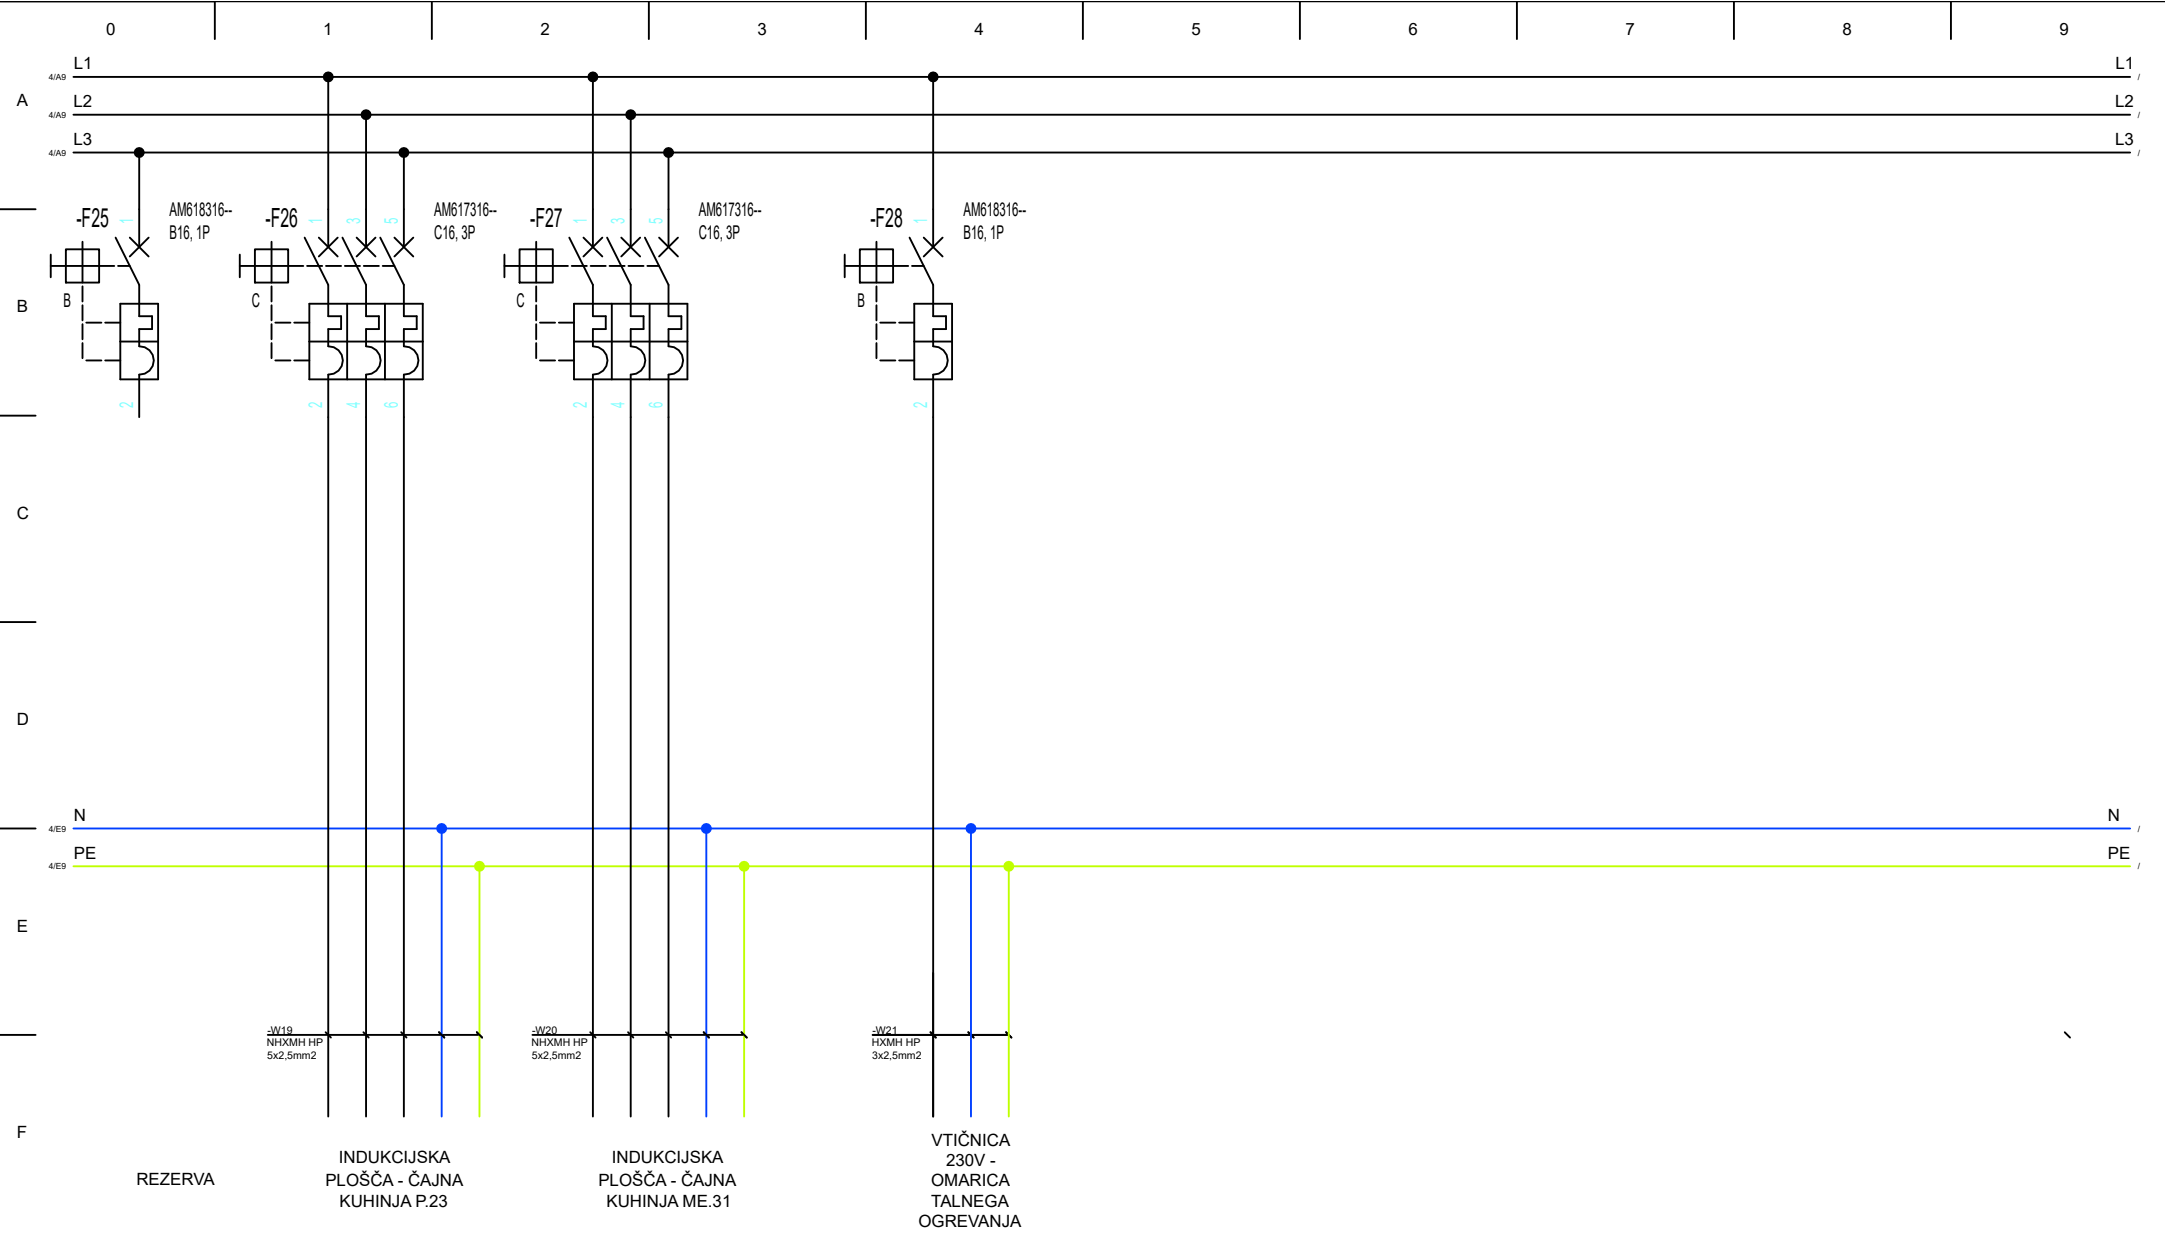 0 1 2 3 4 5 6 7 8 9
A
4/A9 L1 L1 /
4/A9 L2 L2 /
4/A9 L3 L3 /
B
-F25 1 AM618316--
B16, 1P
B
2
-F26 1 3 5 AM617316--
C16, 3P
C
2 4 6
-F27 1 3 5 AM617316--
C16, 3P
C
2 4 6
-F28 1 AM618316--
B16, 1P
B
2
C
D
4/E9 N N /
4/E9 PE PE /
E
-W19
NHXMH HP
5x2,5mm2
-W20
NHXMH HP
5x2,5mm2
-W21
HXMH HP
3x2,5mm2
F
REZERVA
INDUKCIJSKA
PLOŠČA - ČAJNA
KUHINJA P.23
INDUKCIJSKA
PLOŠČA - ČAJNA
KUHINJA ME.31
VTIČNICA
230V -
OMARICA
TALNEGA
OGREVANJA